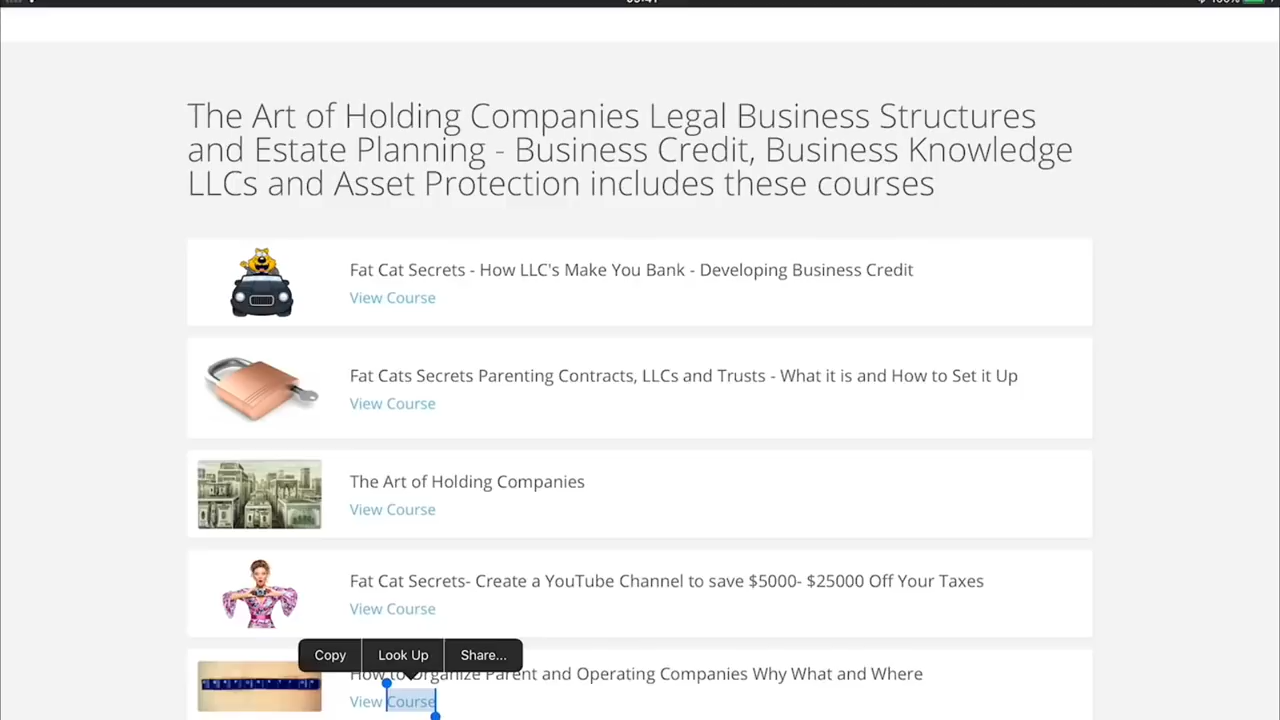 The Art of Holding Companies Legal Business Structures
and Estate Planning - Business Credit, Business Knowledge
LLCs and Asset Protection includes these courses
Fat Cat Secrets - How LLC's Make You Bank - Developing Business Credit
View Course
Fat Cats Secrets Parenting Contracts, LLCs and Trusts - What it is and How to Set it Up
View Course
The Art of Holding Companies
View Course
Fat Cat Secrets- Create a YouTube Channel to save $5000- $25000 Off Your Taxes
View Course
Copy Look Up Share...
How to Organize Parent and Operating Companies Why What and Where
View Course